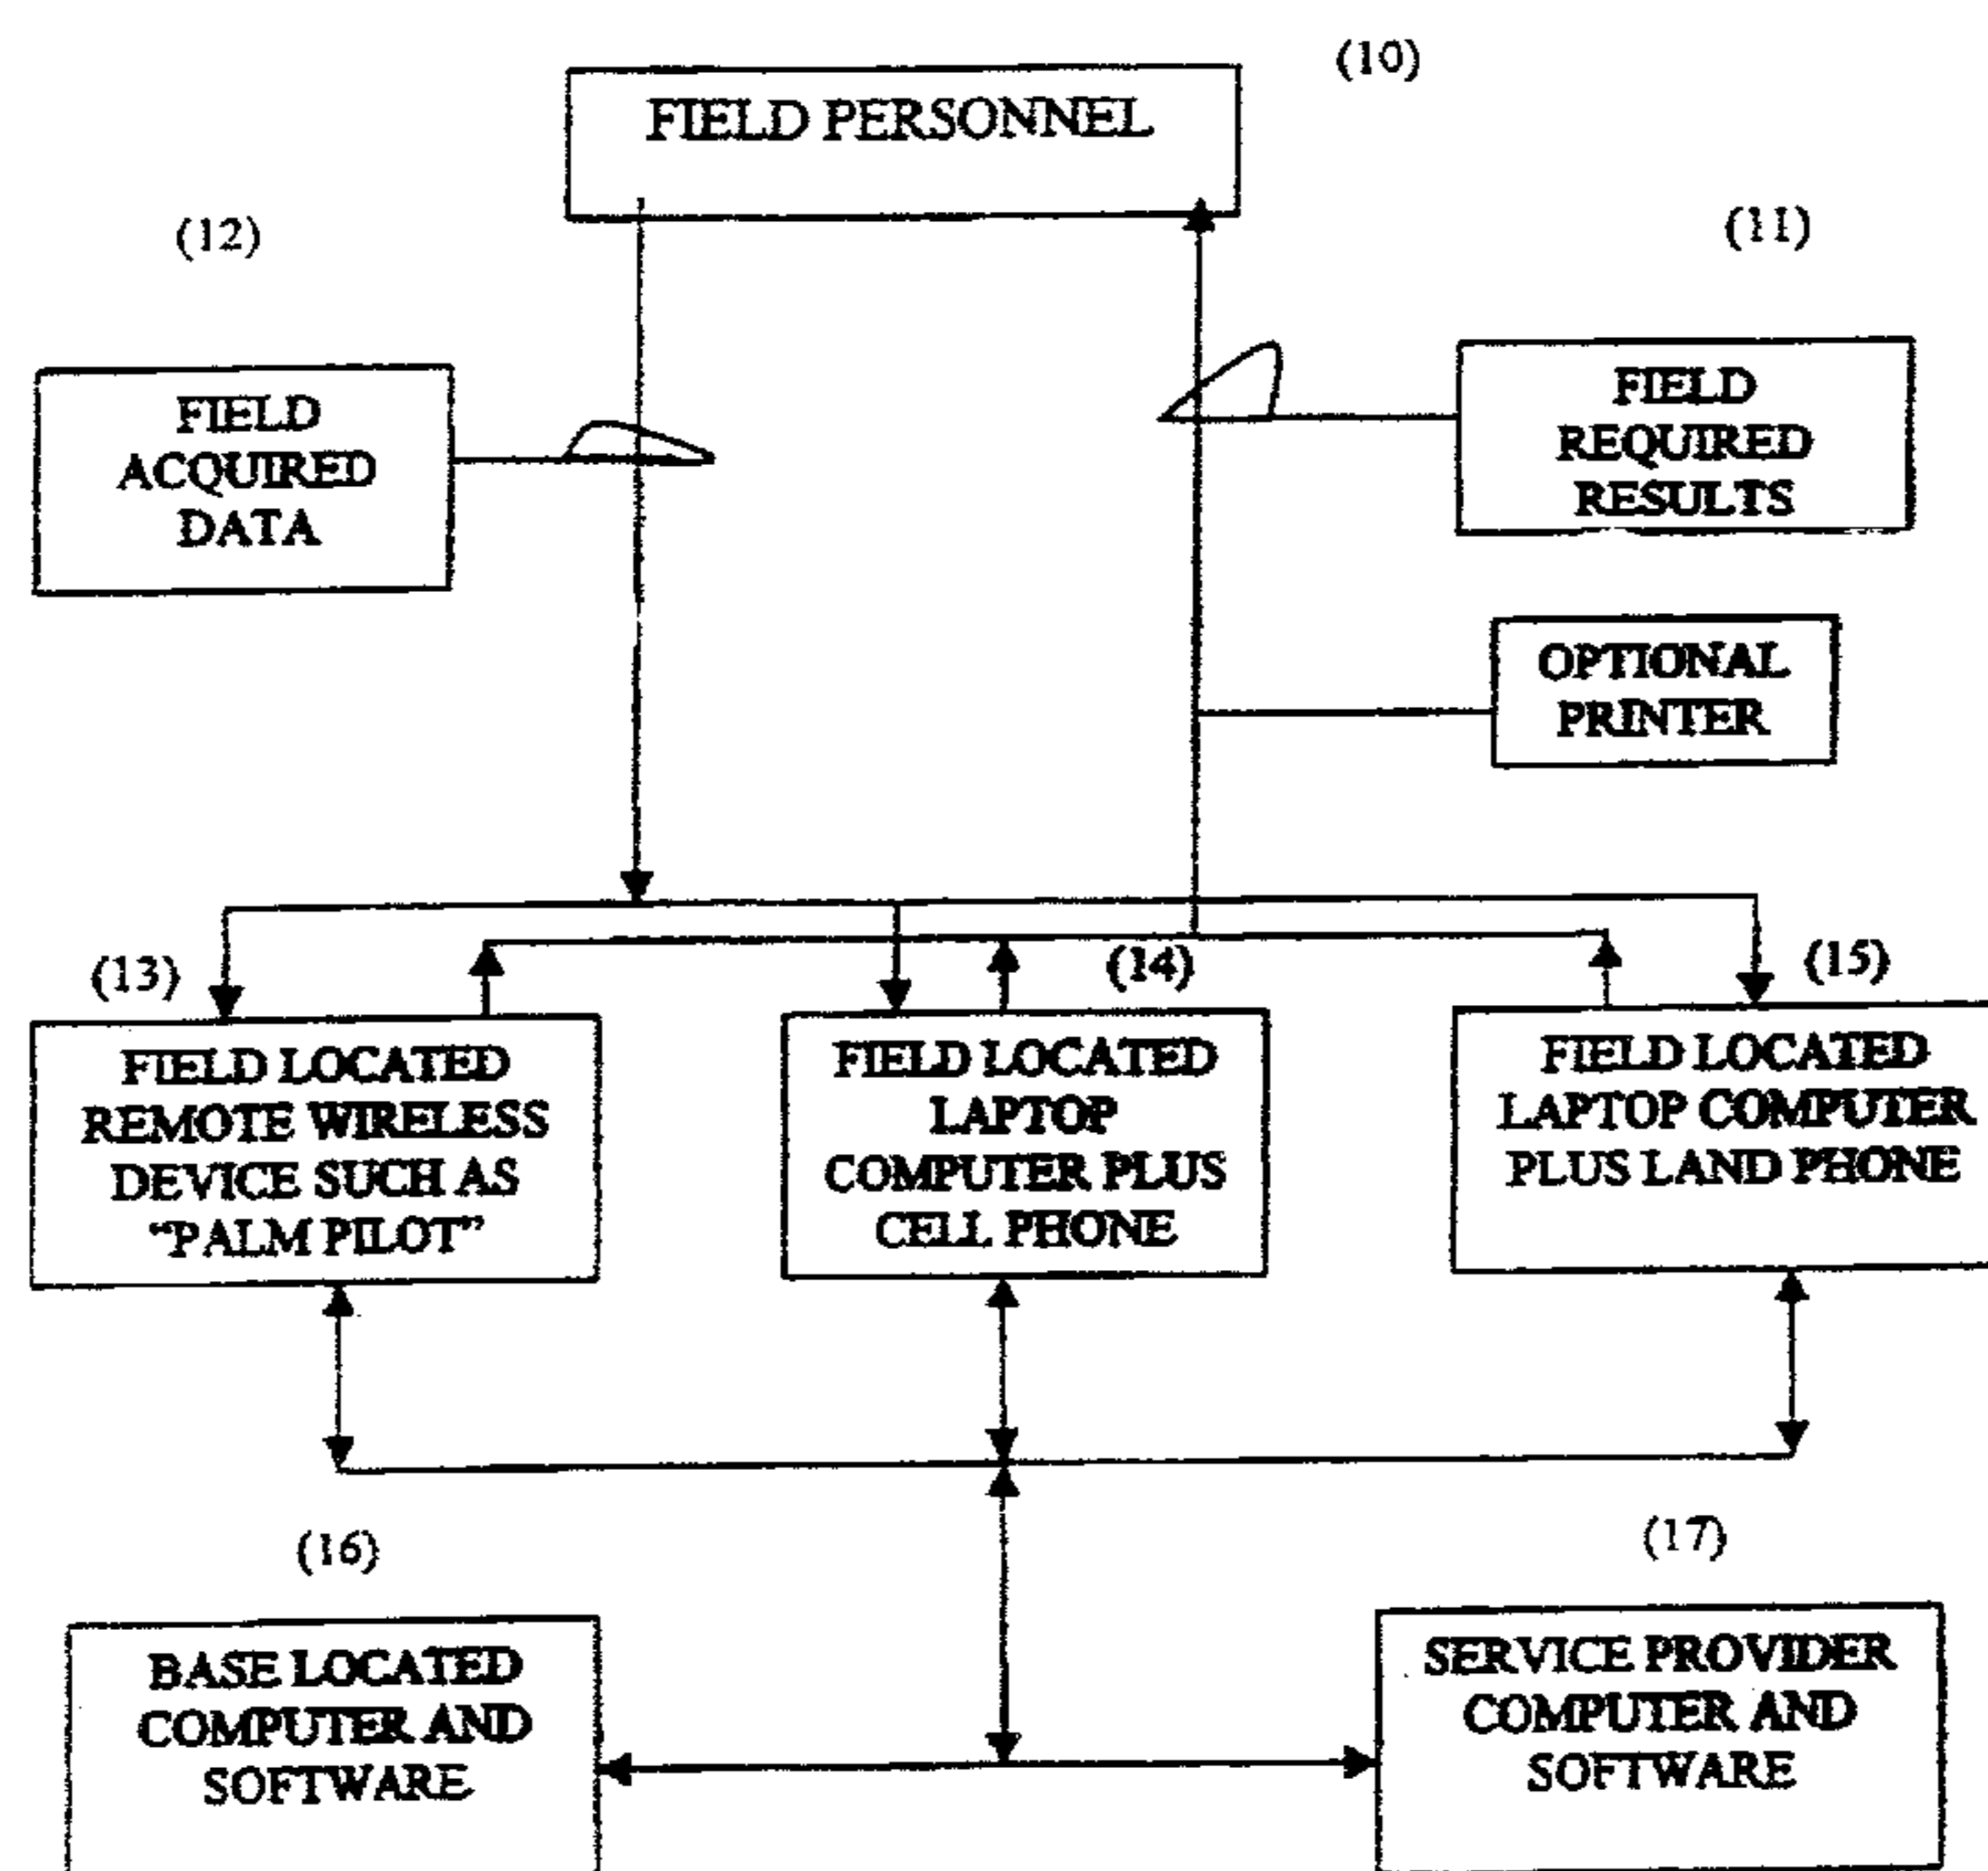 (10)
FIELD PERSONNEL
(12)
(11)
FIELD
ACQUIRED
DATA
FIELD
REQUIRED
RESULTS
OPTIONAL
PRINTER
(13)
(14)
(15)
FIELD LOCATED
REMOTE WIRELESS
DEVICE SUCH AS
“PALM PILOT”
FIELD LOCATED
LAPTOP
COMPUTER PLUS
CELL PHONE
FIELD LOCATED
LAPTOP COMPUTER
PLUS LAND PHONE
(16)
(17)
BASE LOCATED
COMPUTER AND
SOFTWARE
SERVICE PROVIDER
COMPUTER AND
SOFTWARE